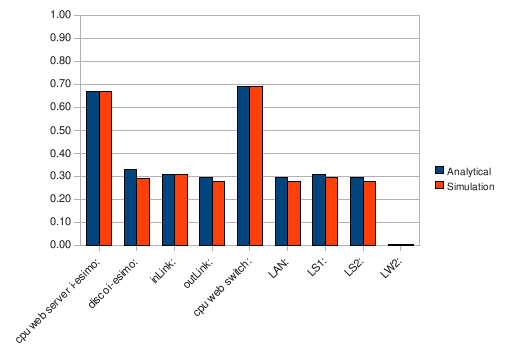 1.00
0.90
0.80
0.70
0.60
0.50
0.40
0.30
0.20
0.10
0.00
cpu web server i-esimo:
disco i-esimo:
inLink:
outLink:
cpu web switch:
LAN:
LS1:
LS2:
LW2:
Analytical
Simulation